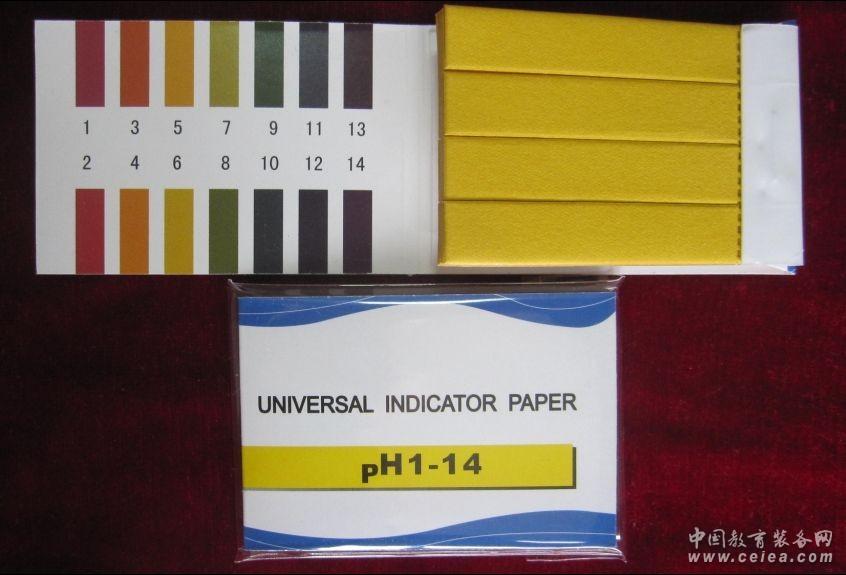 1 3 5 7 9 11 13
2 4 6 8 10 12 14
UNIVERSAL INDICATOR PAPER
pH1-14
中国教育装备网
www.ceiea.com